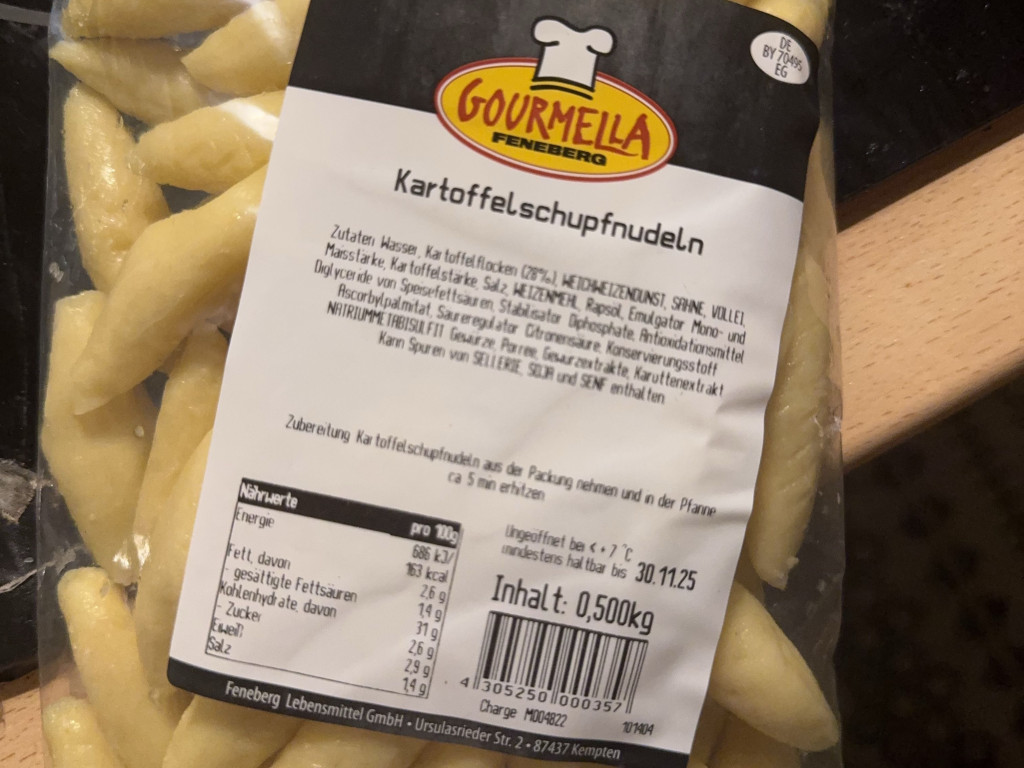 DE
BY 70495
EG
GOURMELLA
FENEBERG
Kartoffelschupfnudeln
Zutaten: Wasser, Kartoffelflocken (28%), WEICHWEIZENDUNST, SAHNE, VOLLEI,
Maisstärke, Kartoffelstärke, Salz, WEIZENMEHL, Rapsöl, Emulgator Mono- und
Diglyceride von Speisefettsäuren, Stabilisator Diphosphate, Antioxidationsmittel
Ascorbylpalmitat, Säureregulator Citronensäure, Konservierungsstoff
NATRIUMMETABISULFIT Gewürze, Porree, Gewürzextrakte, Karuttenextrakt
Kann Spuren von SELLERIE, SOJA und SENF enthalten
Zubereitung Kartoffelschupfnudeln aus der Packung nehmen und in der Pfanne
ca 5 min erhitzen
Nährwerte pro 100g
Energie 686 kJ/
163 kcal
Fett, davon 2,6 g
- gesättigte Fettsäuren 1,4 g
Kohlenhydrate, davon 31 g
- Zucker 2,6 g
Eiweiß 2,9 g
Salz 1,4 g
Ungeöffnet bei < + 7 °C
mindestens haltbar bis 30.11.25
Inhalt: 0,500kg
4 305250 000357
Charge M004822 101404
Feneberg Lebensmittel GmbH • Ursulasrieder Str. 2 • 87437 Kempten